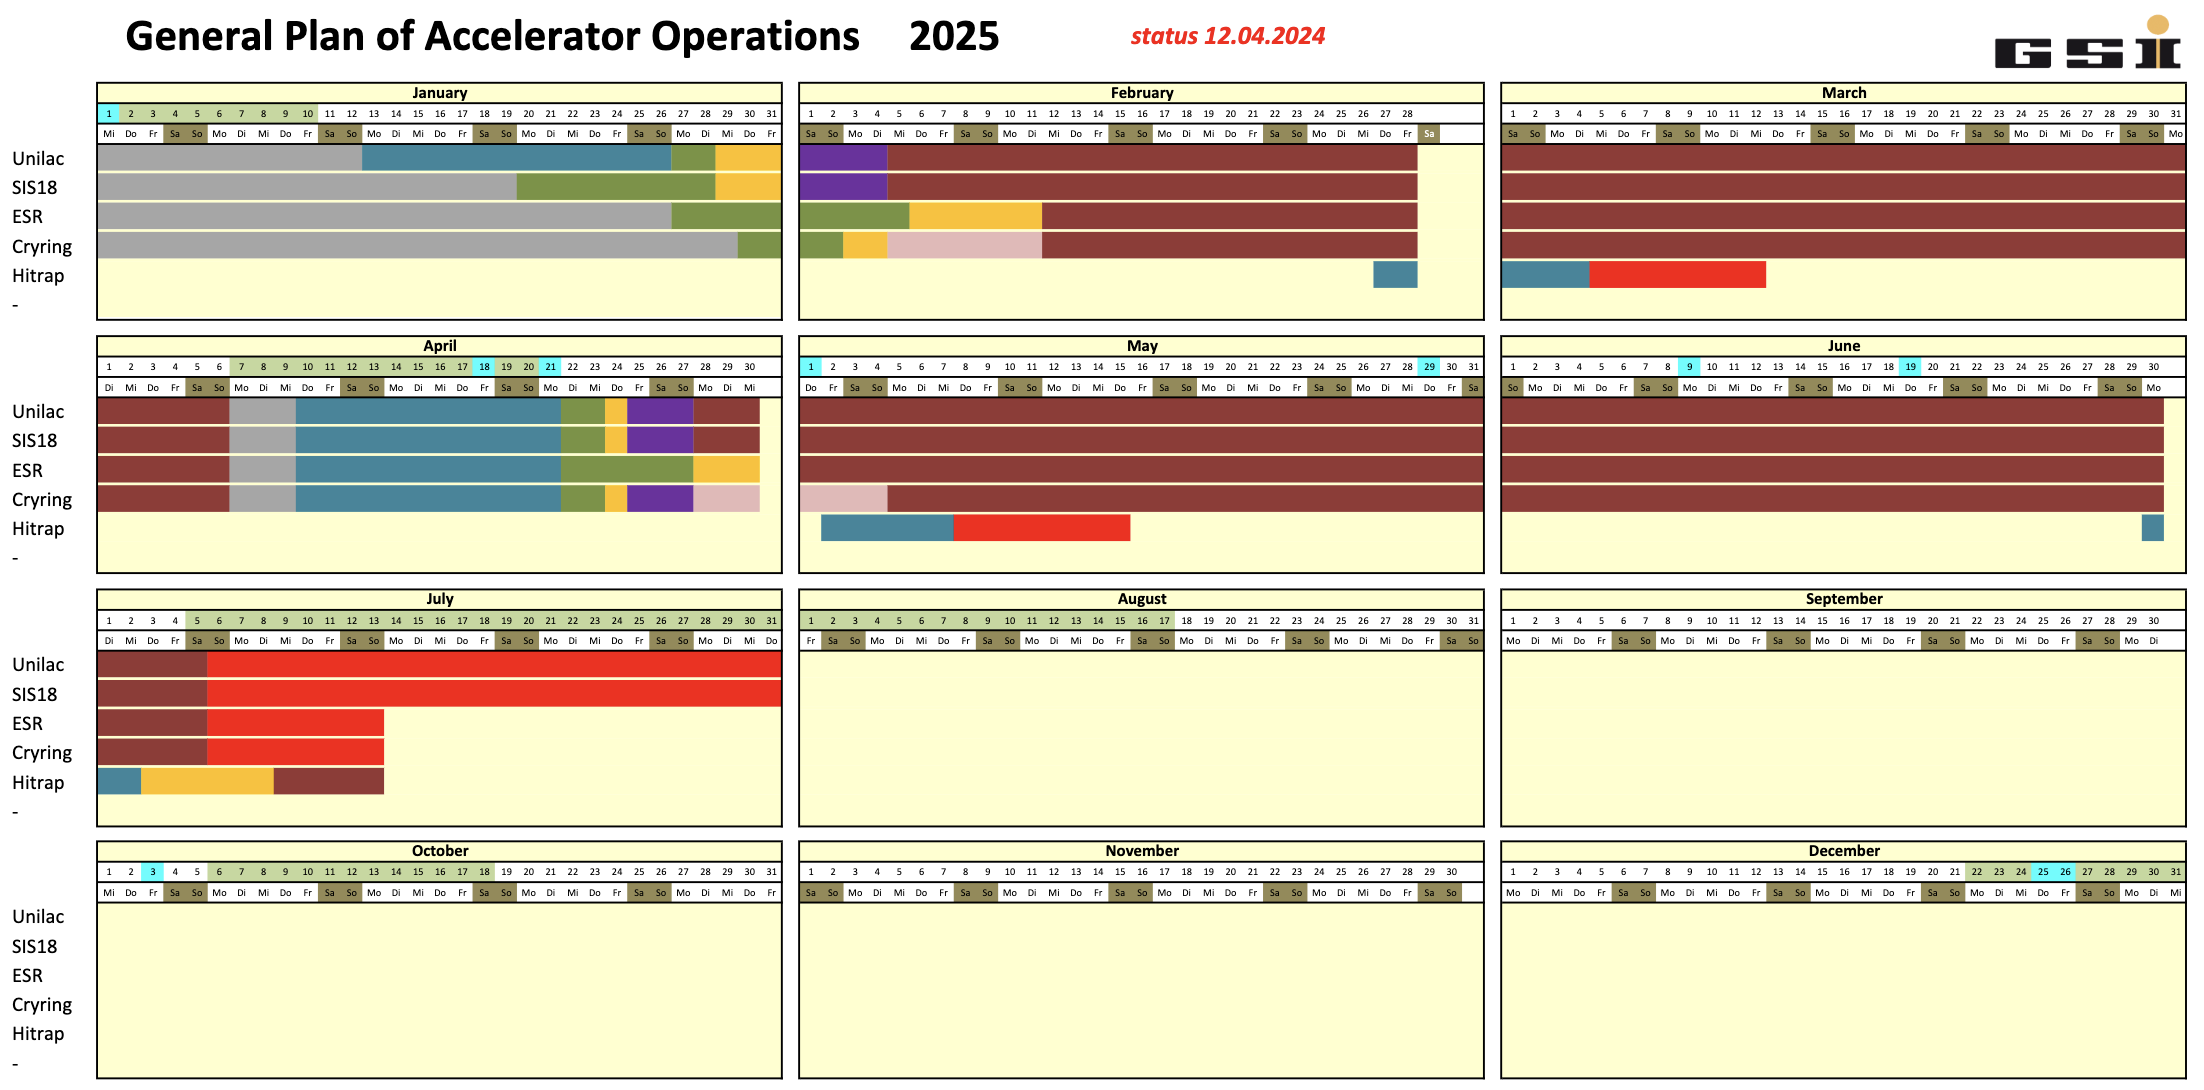 General Plan of Accelerator Operations 2025
status 12.04.2024
GSI
January
1 2 3 4 5 6 7 8 9 10 11 12 13 14 15 16 17 18 19 20 21 22 23 24 25 26 27 28 29 30 31
Mi Do Fr Sa So Mo Di Mi Do Fr Sa So Mo Di Mi Do Fr Sa So Mo Di Mi Do Fr Sa So Mo Di Mi Do Fr
February
1 2 3 4 5 6 7 8 9 10 11 12 13 14 15 16 17 18 19 20 21 22 23 24 25 26 27 28
Sa So Mo Di Mi Do Fr Sa So Mo Di Mi Do Fr Sa So Mo Di Mi Do Fr Sa So Mo Di Mi Do Fr Sa
March
1 2 3 4 5 6 7 8 9 10 11 12 13 14 15 16 17 18 19 20 21 22 23 24 25 26 27 28 29 30 31
Sa So Mo Di Mi Do Fr Sa So Mo Di Mi Do Fr Sa So Mo Di Mi Do Fr Sa So Mo Di Mi Do Fr Sa So Mo
Unilac
SIS18
ESR
Cryring
Hitrap
-
April
1 2 3 4 5 6 7 8 9 10 11 12 13 14 15 16 17 18 19 20 21 22 23 24 25 26 27 28 29 30
Di Mi Do Fr Sa So Mo Di Mi Do Fr Sa So Mo Di Mi Do Fr Sa So Mo Di Mi Do Fr Sa So Mo Di Mi
May
1 2 3 4 5 6 7 8 9 10 11 12 13 14 15 16 17 18 19 20 21 22 23 24 25 26 27 28 29 30 31
Do Fr Sa So Mo Di Mi Do Fr Sa So Mo Di Mi Do Fr Sa So Mo Di Mi Do Fr Sa So Mo Di Mi Do Fr Sa
June
1 2 3 4 5 6 7 8 9 10 11 12 13 14 15 16 17 18 19 20 21 22 23 24 25 26 27 28 29 30
So Mo Di Mi Do Fr Sa So Mo Di Mi Do Fr Sa So Mo Di Mi Do Fr Sa So Mo Di Mi Do Fr Sa So Mo
Unilac
SIS18
ESR
Cryring
Hitrap
-
July
1 2 3 4 5 6 7 8 9 10 11 12 13 14 15 16 17 18 19 20 21 22 23 24 25 26 27 28 29 30 31
Di Mi Do Fr Sa So Mo Di Mi Do Fr Sa So Mo Di Mi Do Fr Sa So Mo Di Mi Do Fr Sa So Mo Di Mi Do
August
1 2 3 4 5 6 7 8 9 10 11 12 13 14 15 16 17 18 19 20 21 22 23 24 25 26 27 28 29 30 31
Fr Sa So Mo Di Mi Do Fr Sa So Mo Di Mi Do Fr Sa So Mo Di Mi Do Fr Sa So Mo Di Mi Do Fr Sa So
September
1 2 3 4 5 6 7 8 9 10 11 12 13 14 15 16 17 18 19 20 21 22 23 24 25 26 27 28 29 30
Mo Di Mi Do Fr Sa So Mo Di Mi Do Fr Sa So Mo Di Mi Do Fr Sa So Mo Di Mi Do Fr Sa So Mo Di
Unilac
SIS18
ESR
Cryring
Hitrap
-
October
1 2 3 4 5 6 7 8 9 10 11 12 13 14 15 16 17 18 19 20 21 22 23 24 25 26 27 28 29 30 31
Mi Do Fr Sa So Mo Di Mi Do Fr Sa So Mo Di Mi Do Fr Sa So Mo Di Mi Do Fr Sa So Mo Di Mi Do Fr
November
1 2 3 4 5 6 7 8 9 10 11 12 13 14 15 16 17 18 19 20 21 22 23 24 25 26 27 28 29 30
Sa So Mo Di Mi Do Fr Sa So Mo Di Mi Do Fr Sa So Mo Di Mi Do Fr Sa So Mo Di Mi Do Fr Sa So
December
1 2 3 4 5 6 7 8 9 10 11 12 13 14 15 16 17 18 19 20 21 22 23 24 25 26 27 28 29 30 31
Mo Di Mi Do Fr Sa So Mo Di Mi Do Fr Sa So Mo Di Mi Do Fr Sa So Mo Di Mi Do Fr Sa So Mo Di Mi
Unilac
SIS18
ESR
Cryring
Hitrap
-